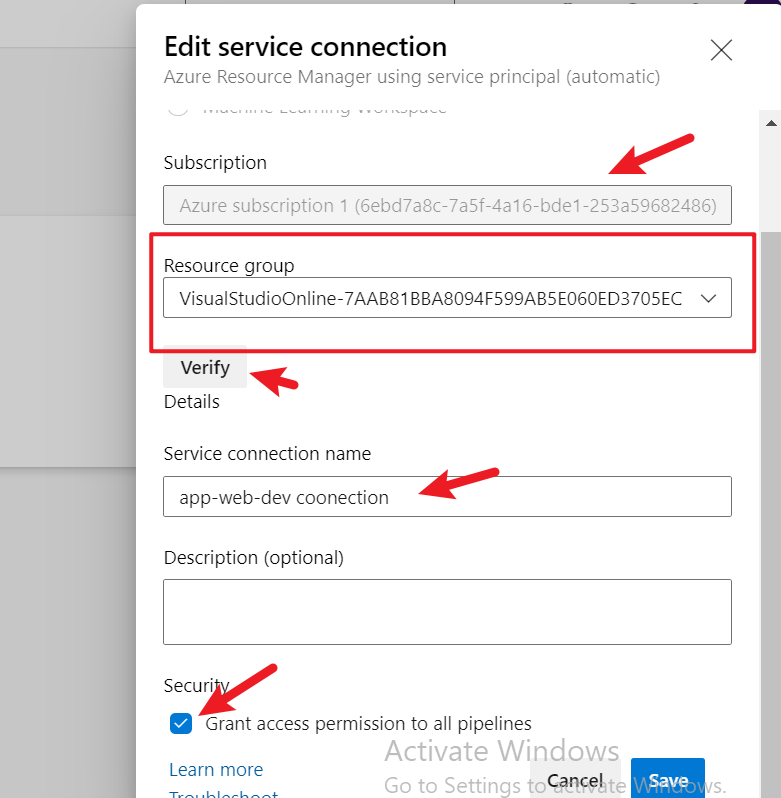 Edit service connection
Azure Resource Manager using service principal (automatic)
Machine Learning Workspace
Subscription
Azure subscription 1 (6ebd7a8c-7a5f-4a16-bde1-253a59682486)
Resource group
VisualStudioOnline-7AAB81BBA8094F599AB5E060ED3705EC
Verify
Details
Service connection name
app-web-dev coonection
Description (optional)
Security
Grant access permission to all pipelines
Learn more
Troubleshoot
Cancel
Save
Activate Windows
Go to Settings to activate Windows.